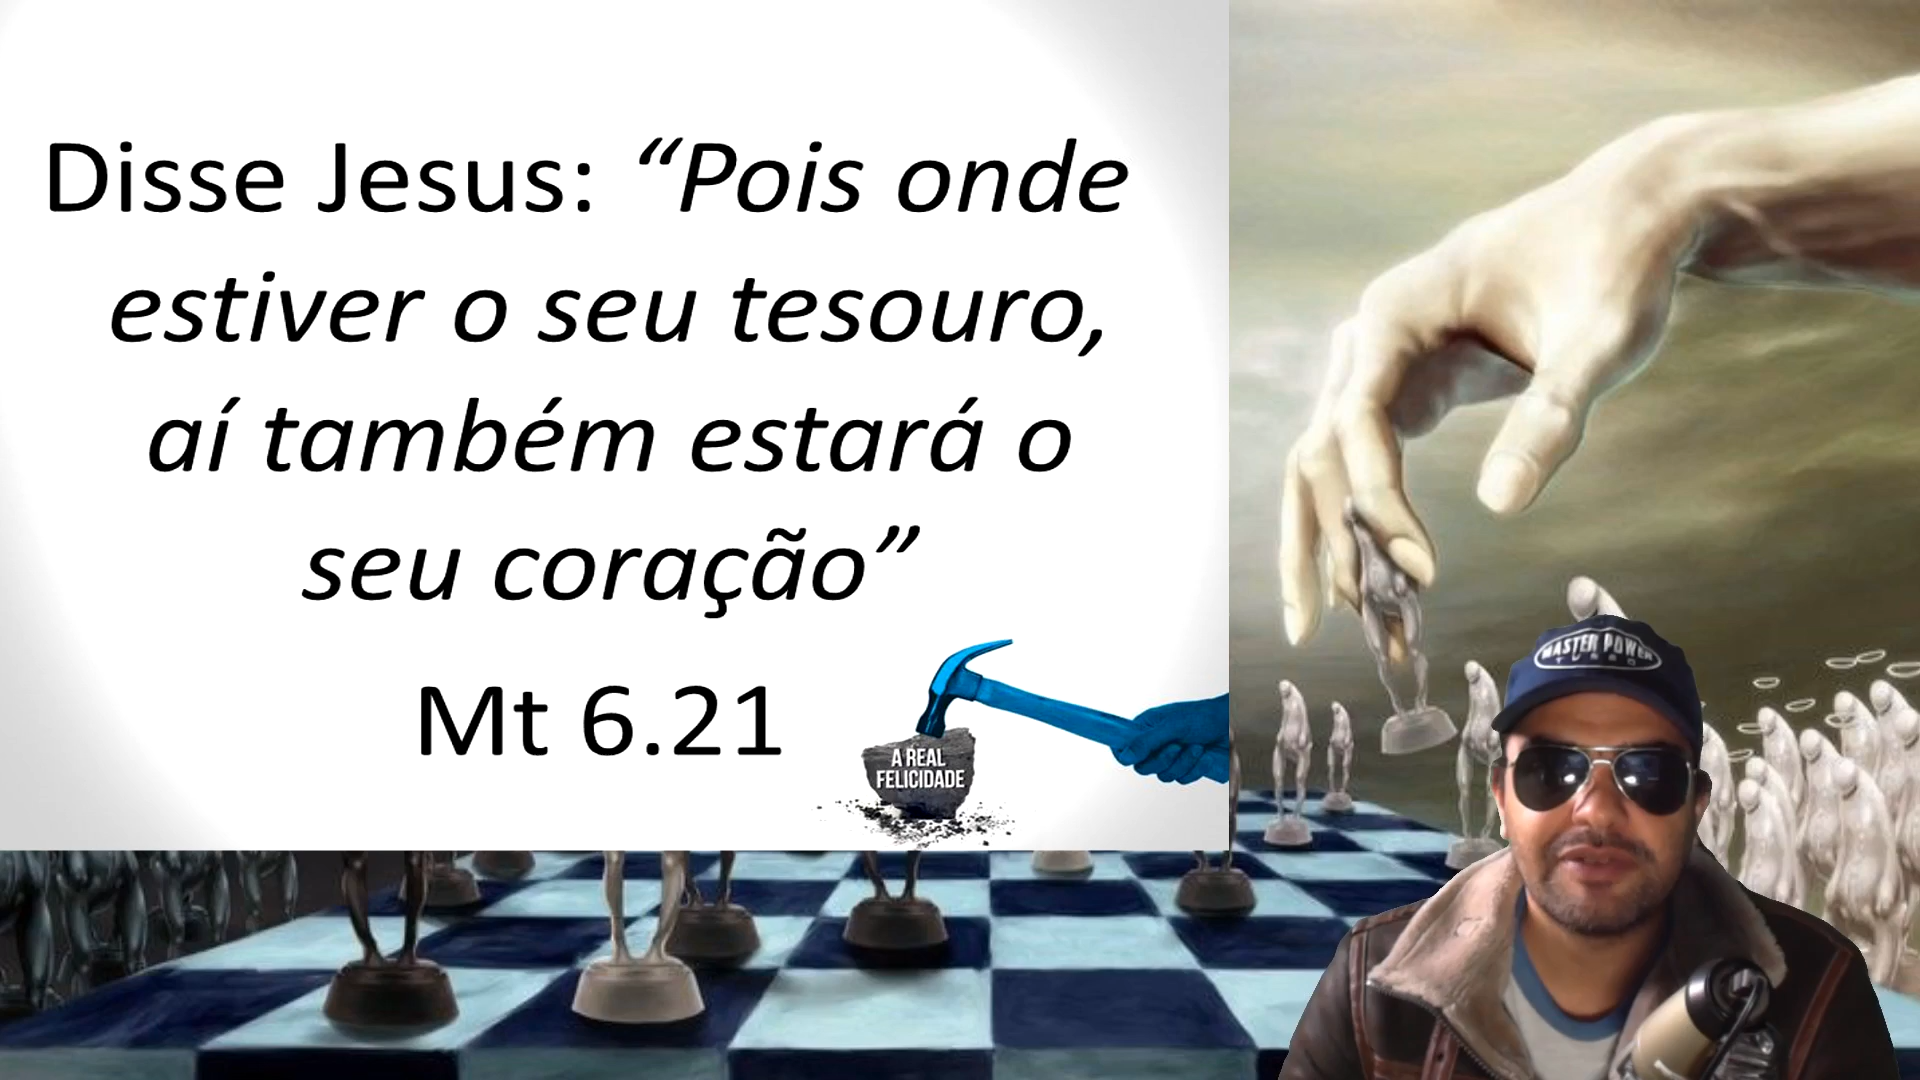 Disse Jesus: “Pois onde
estiver o seu tesouro,
aí também estará o
seu coração”
Mt 6.21
A REAL
FELICIDADE
MASTER POWER
TURBO